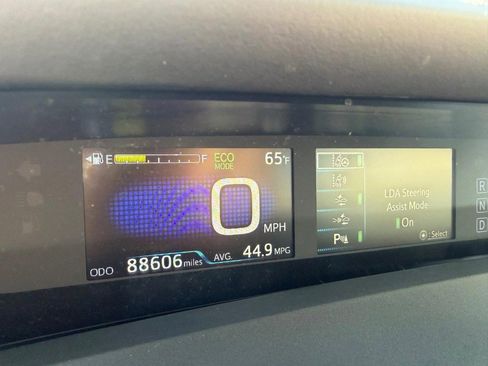 E F ECO MODE 65°F
0 MPH
ODO 88606 miles AVG. 44.9 MPG
LDA Steering
Assist Mode
On
: Select
P
R
N
D